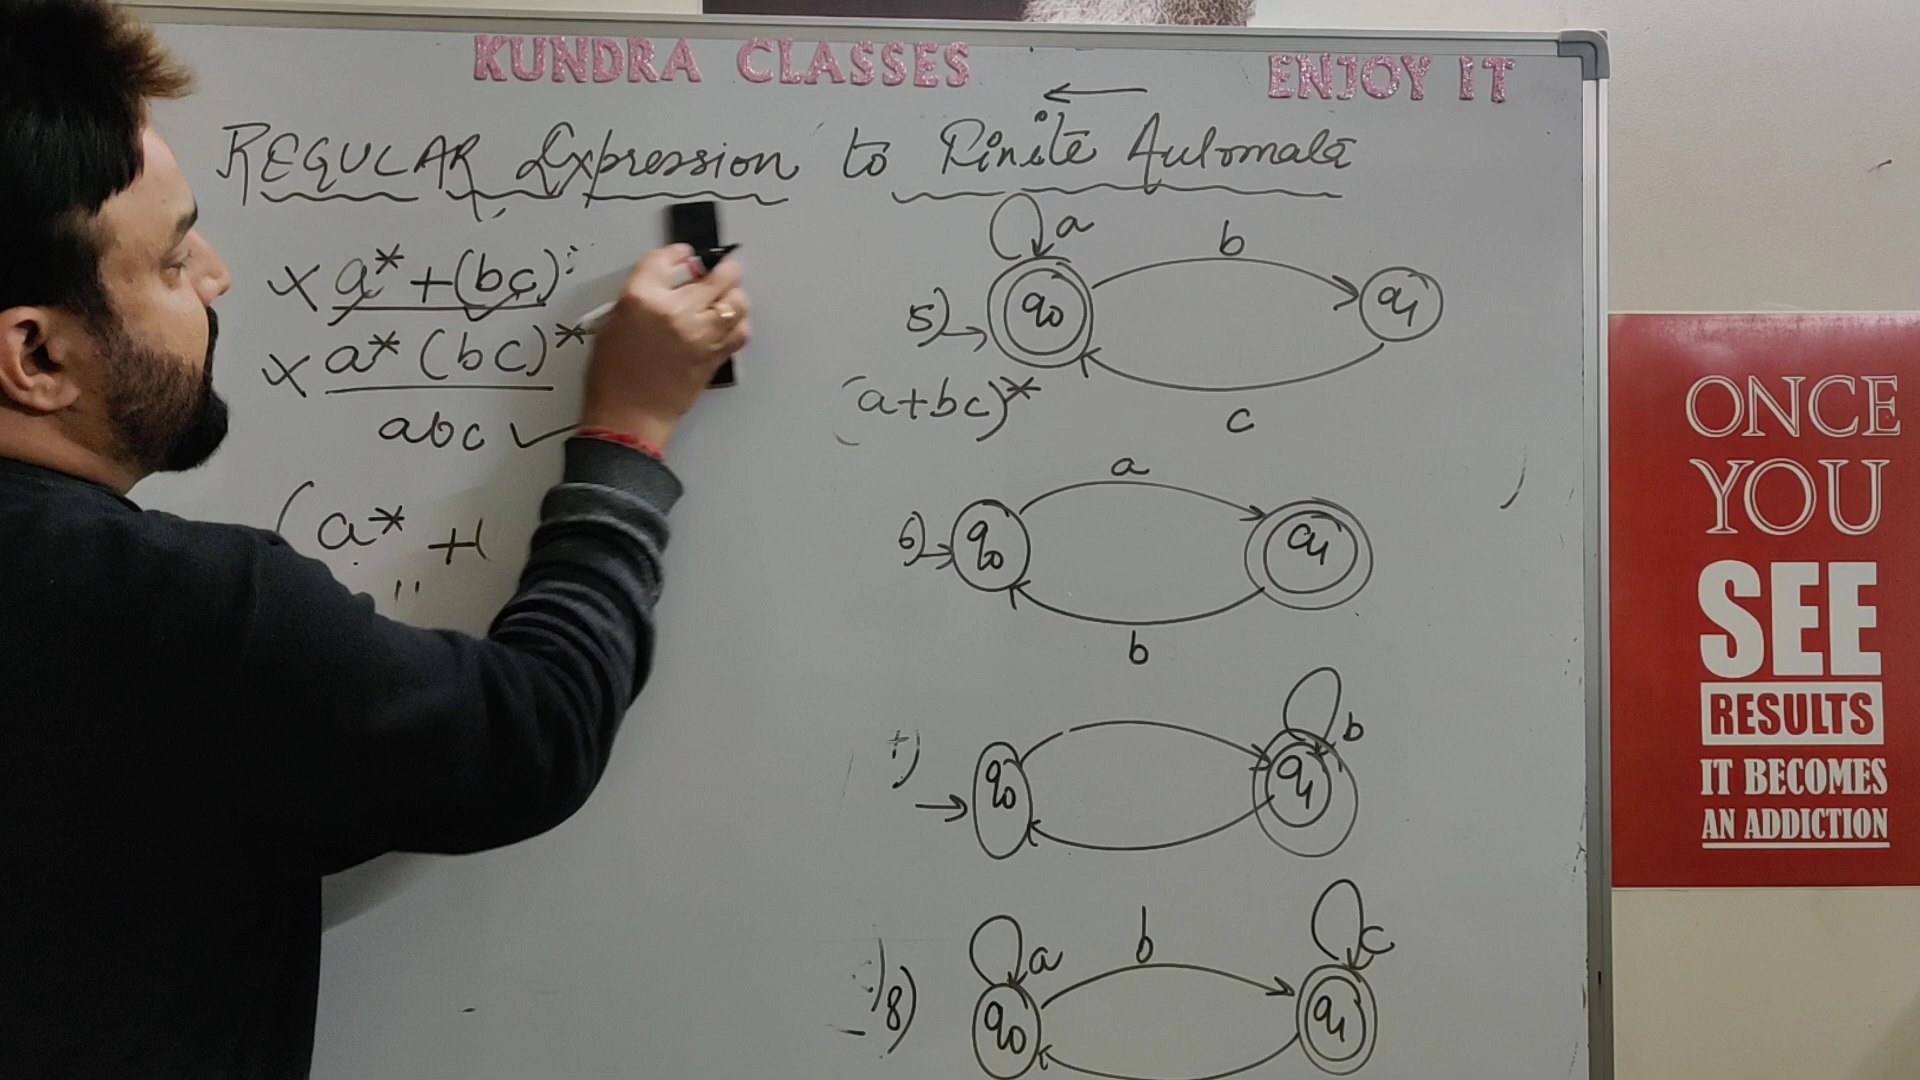 KUNDRA CLASSES ENJOY IT
←
REGULAR Expression to Finite Automata
× a* + (bc)
× a* (bc)*
abc ✓
(a* + (
5) → q0 a b q1 c
(a+bc)*
6) → q0 a q1 b
→ q0 q1 b
8) q0 a b q1 c
ONCE
YOU
SEE
RESULTS
IT BECOMES
AN ADDICTION